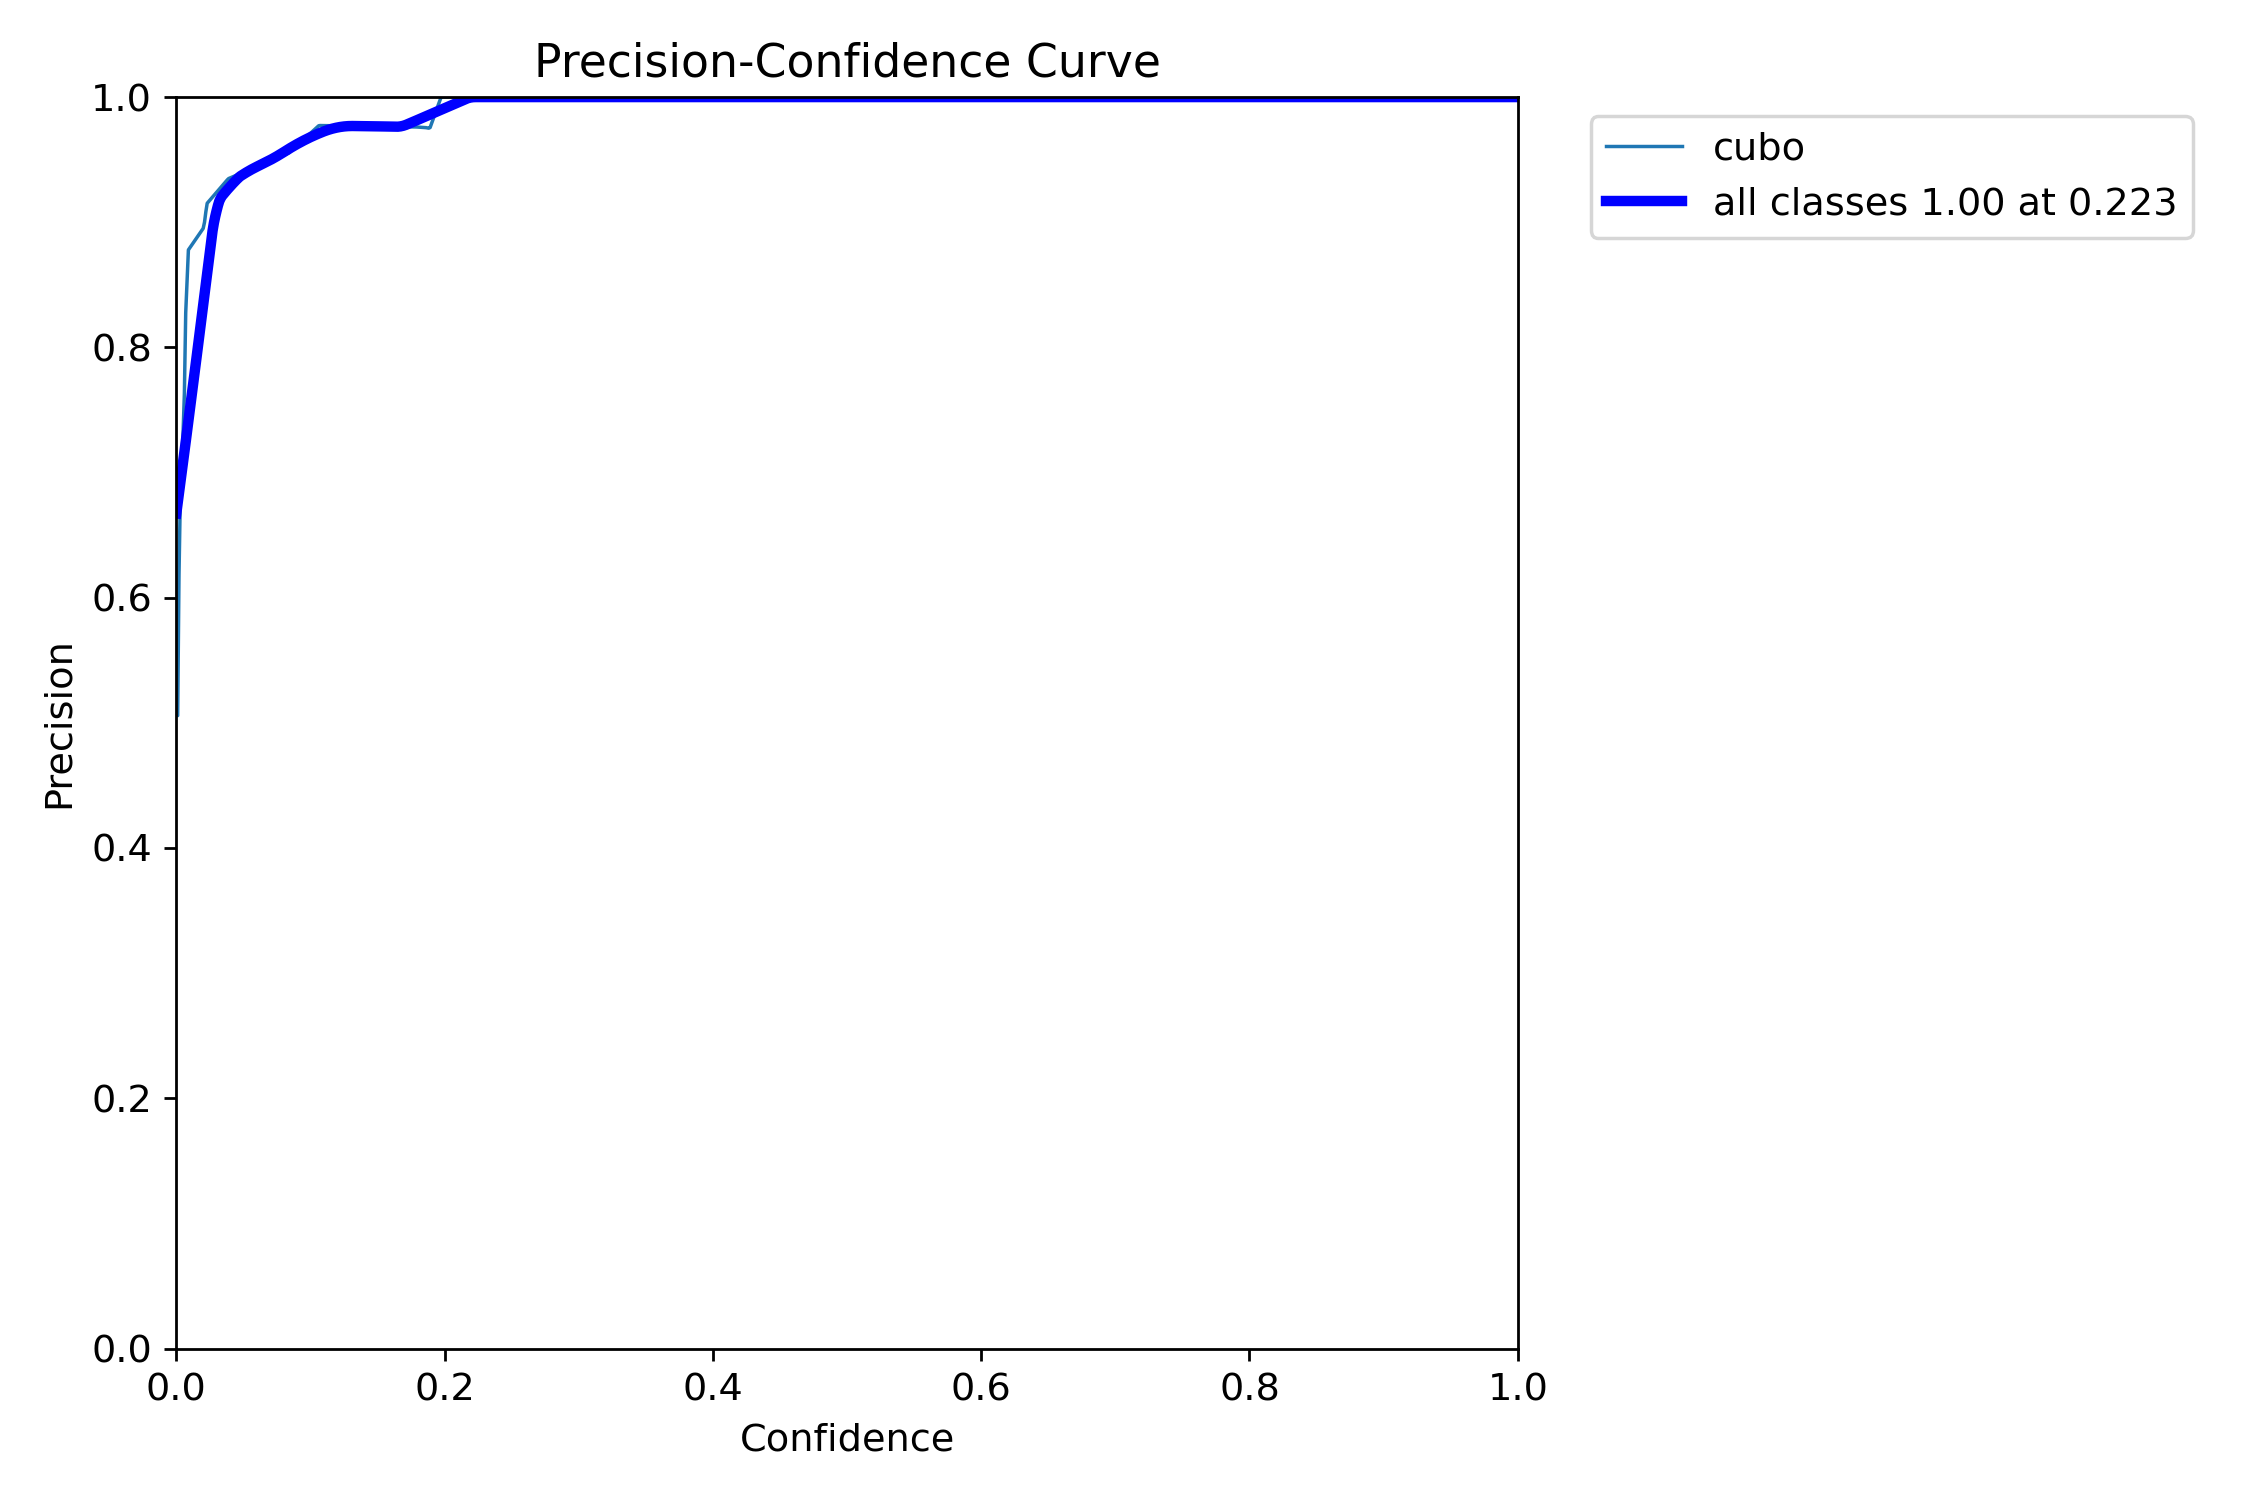 Precision-Confidence Curve
1.0
0.8
0.6
0.4
0.2
0.0
Precision
0.0 0.2 0.4 0.6 0.8 1.0
Confidence
cubo
all classes 1.00 at 0.223